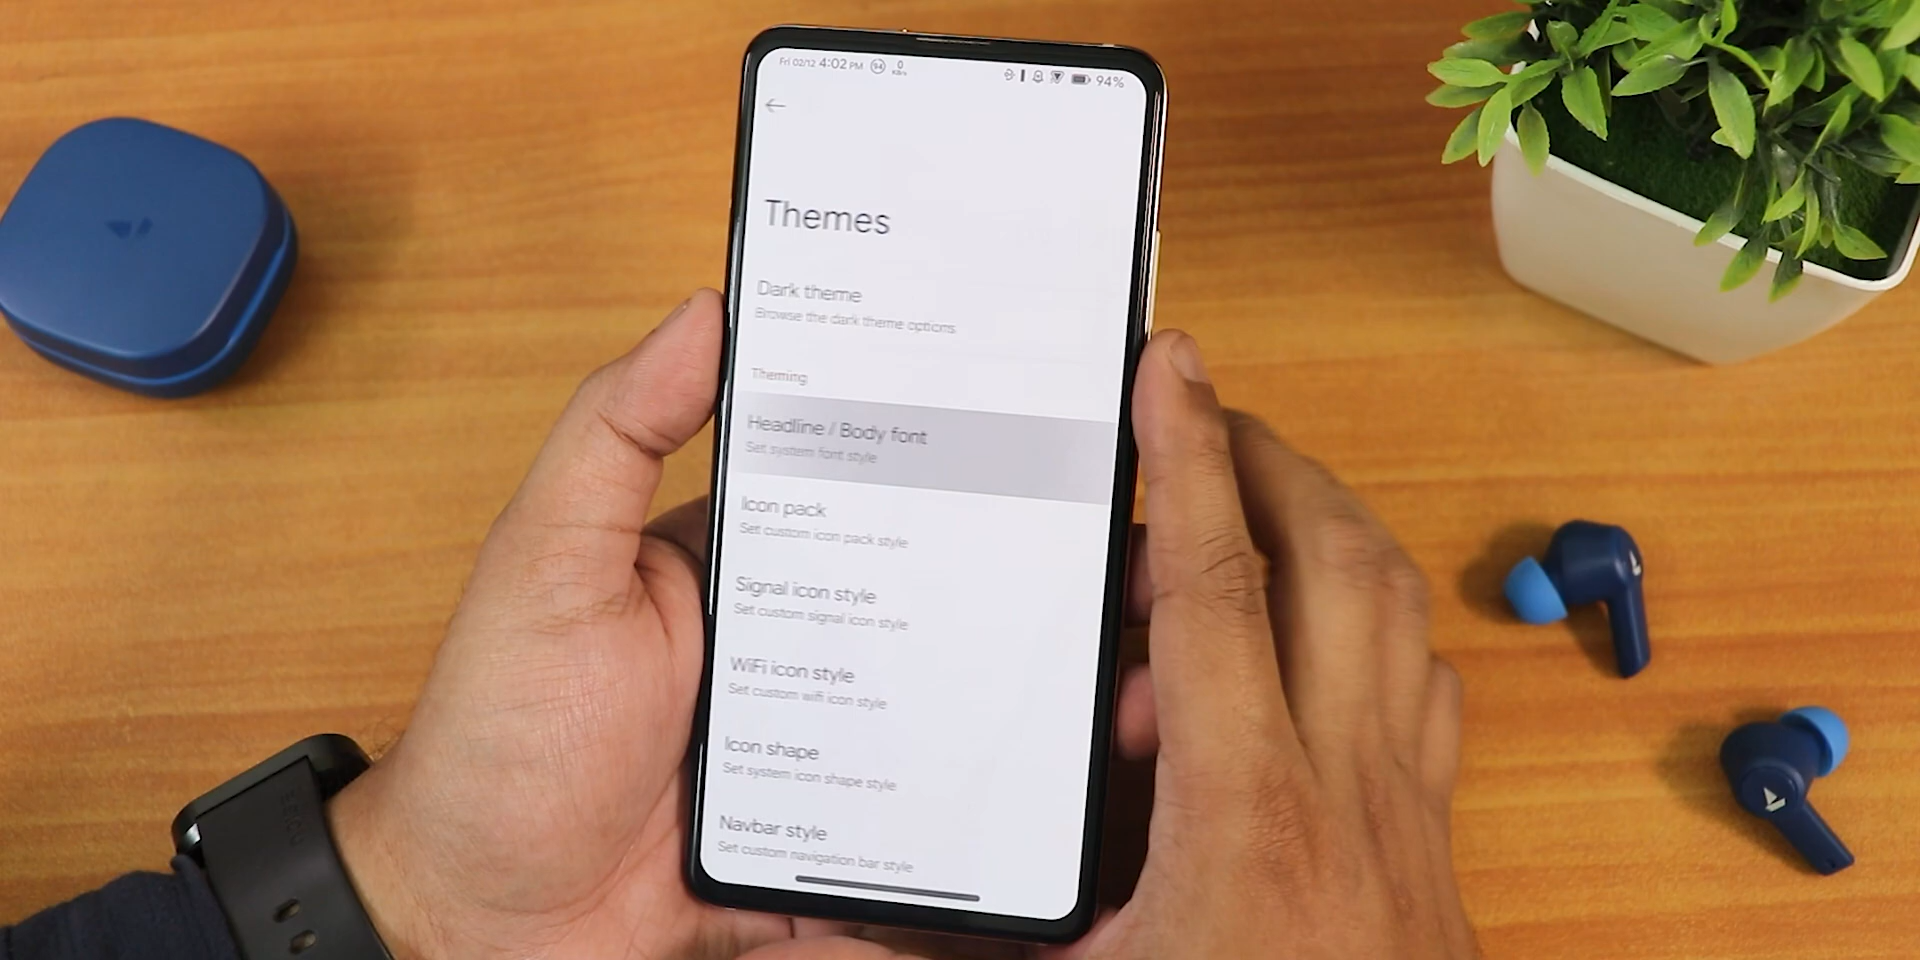 Fri 02/12 4:02 PM 94 0 KB/s 94%
Themes
Dark theme
Browse the dark theme options
Theming
Headline / Body font
Set system font style
Icon pack
Set custom icon pack style
Signal icon style
Set custom signal icon style
WiFi icon style
Set custom wifi icon style
Icon shape
Set system icon shape style
Navbar style
Set custom navigation bar style